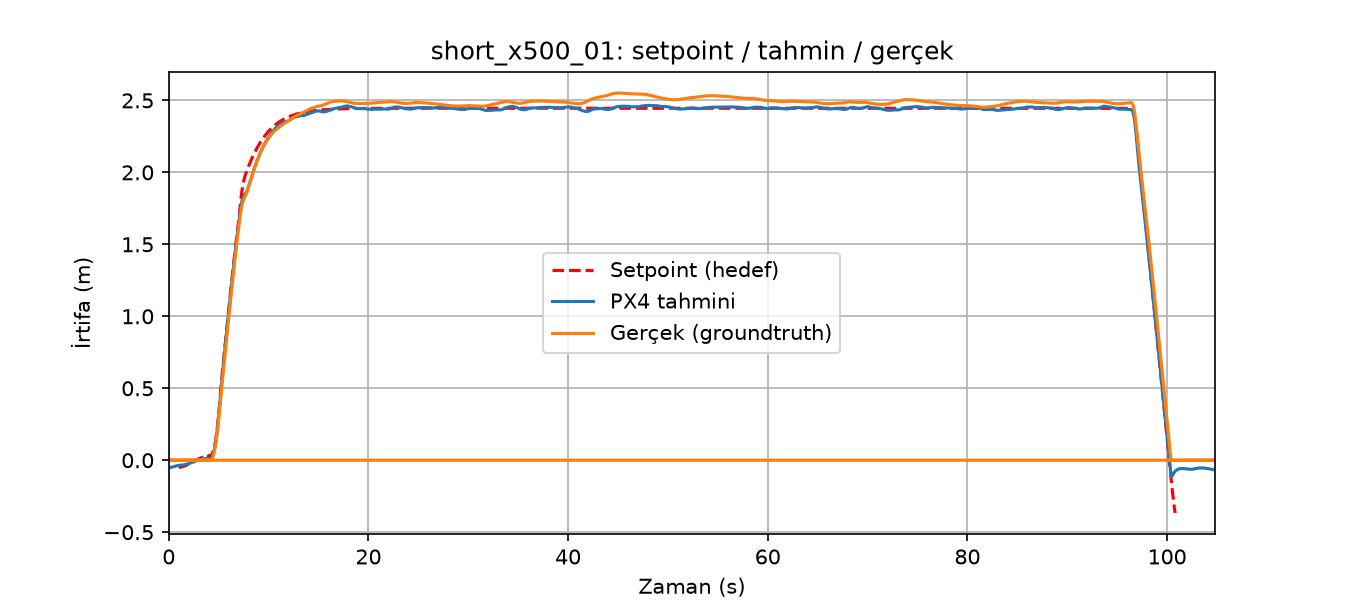 short_x500_01: setpoint / tahmin / gerçek
İrtifa (m)
2.5
2.0
1.5
1.0
0.5
0.0
−0.5
Setpoint (hedef)
PX4 tahmini
Gerçek (groundtruth)
0 20 40 60 80 100
Zaman (s)